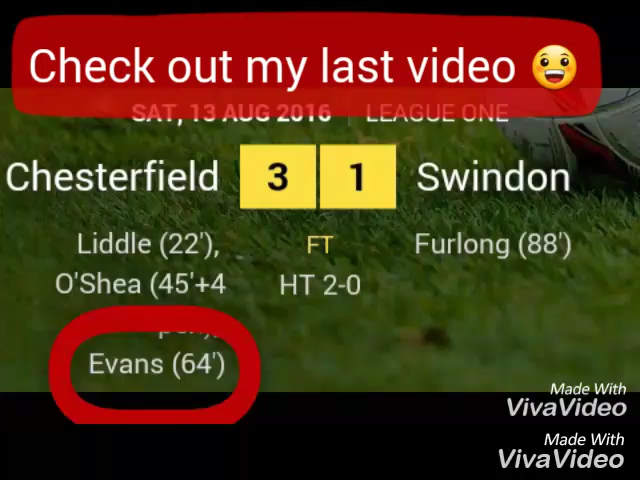 Check out my last video 😀
SAT, 13 AUG 2016 | LEAGUE ONE
Chesterfield 3 1 Swindon
Liddle (22'), FT Furlong (88')
O'Shea (45'+4 HT 2-0
pen),
Evans (64')
Made With
VivaVideo
Made With
VivaVideo